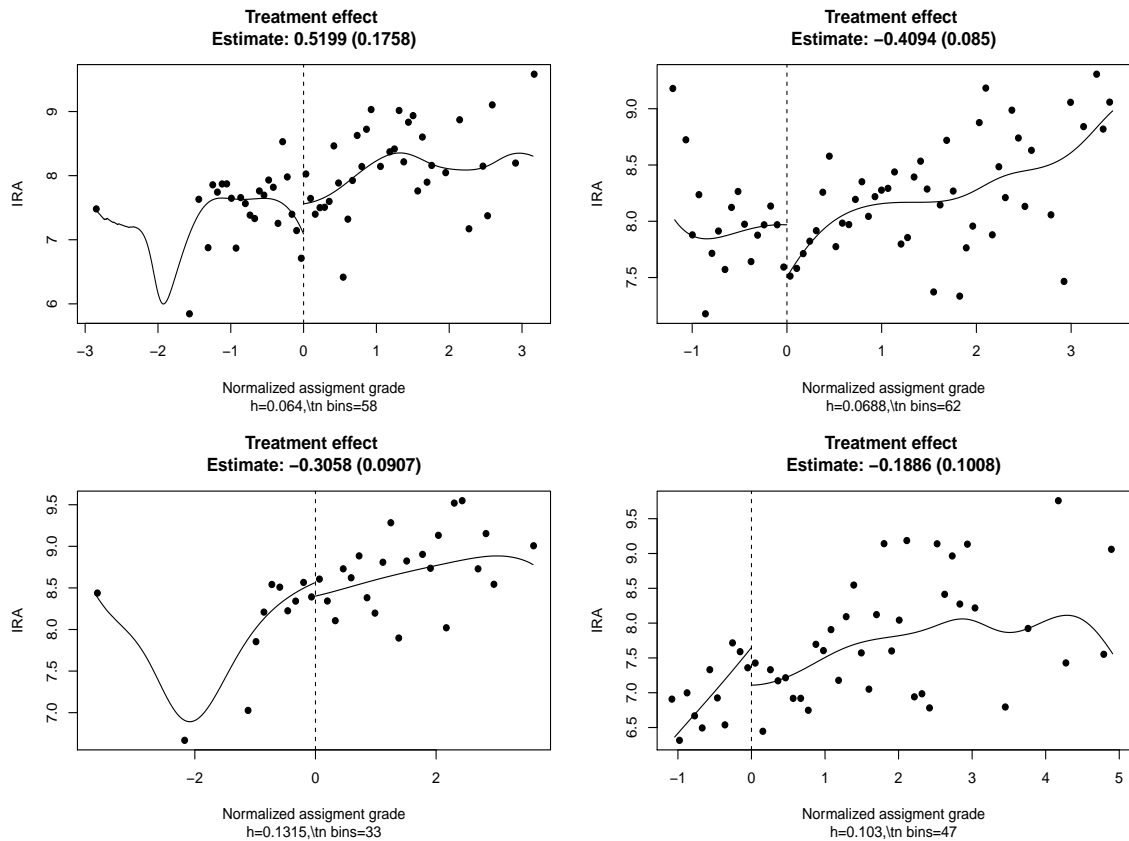 Treatment effect
Estimate: 0.5199 (0.1758)
IRA
9
8
7
6
−3 −2 −1 0 1 2 3
Normalized assigment grade
h=0.064,\tn bins=58
Treatment effect
Estimate: −0.4094 (0.085)
IRA
9.0
8.5
8.0
7.5
−1 0 1 2 3
Normalized assigment grade
h=0.0688,\tn bins=62
Treatment effect
Estimate: −0.3058 (0.0907)
IRA
9.5
9.0
8.5
8.0
7.5
7.0
−2 0 2
Normalized assigment grade
h=0.1315,\tn bins=33
Treatment effect
Estimate: −0.1886 (0.1008)
IRA
9.5
9.0
8.5
8.0
7.5
7.0
6.5
−1 0 1 2 3 4 5
Normalized assigment grade
h=0.103,\tn bins=47